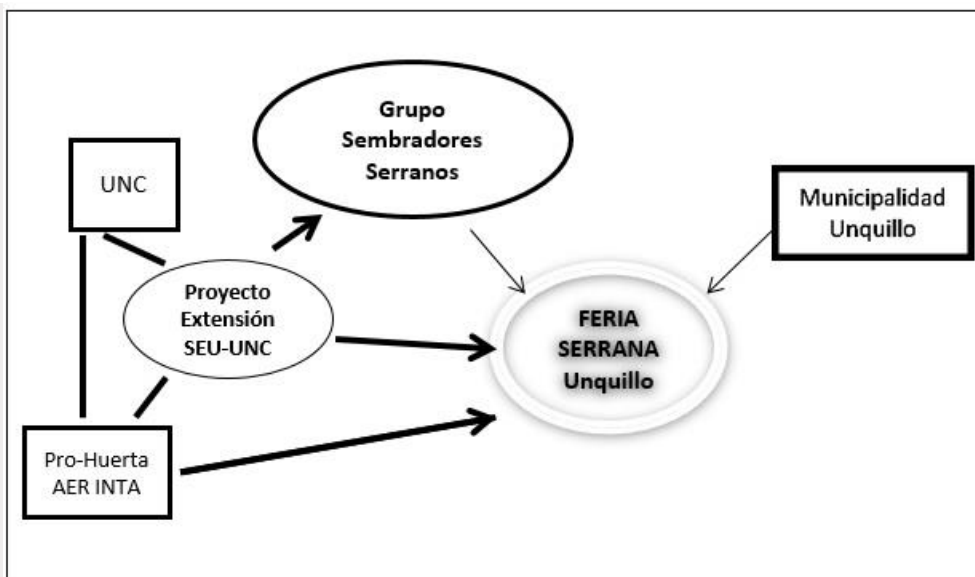 Grupo
Sembradores
Serranos
UNC
Municipalidad
Unquillo
Proyecto
Extensión
SEU-UNC
FERIA
SERRANA
Unquillo
Pro-Huerta
AER INTA